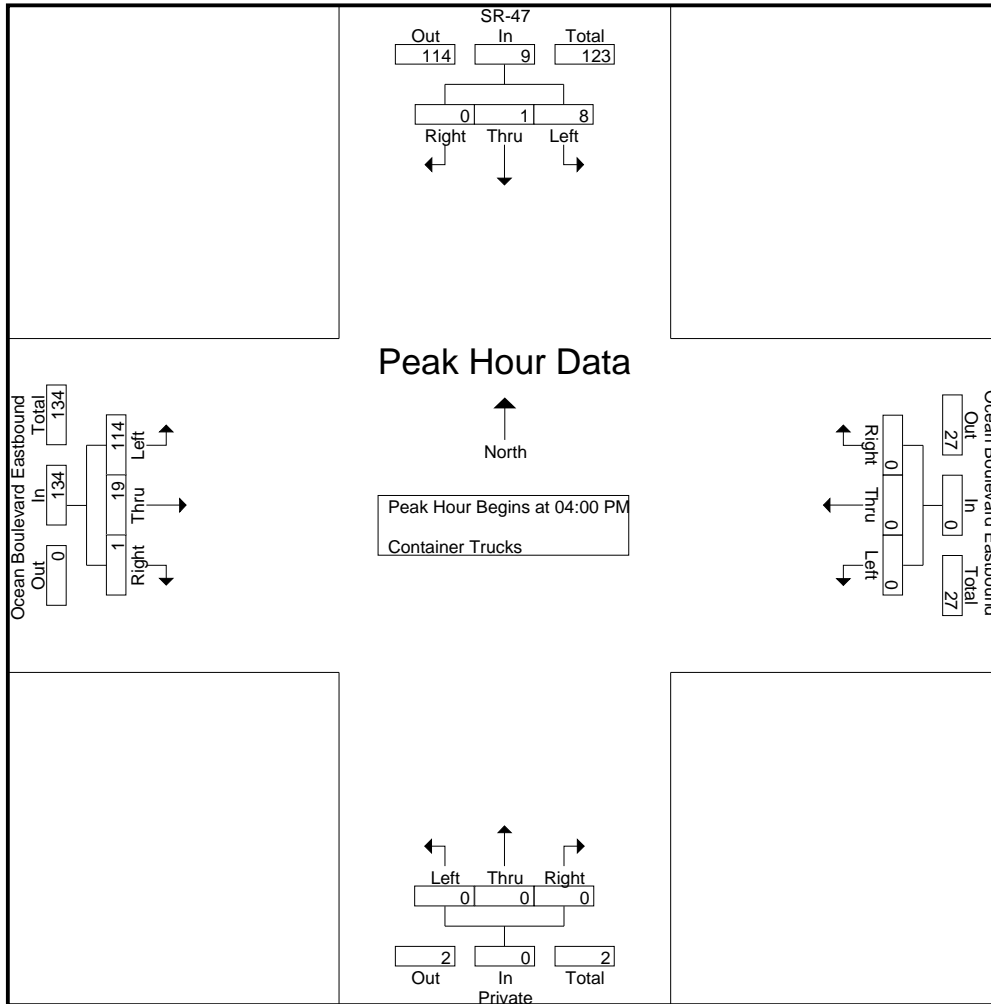 SR-47
Out In Total
114 9 123
0 1 8
Right Thru Left
Peak Hour Data
North
Peak Hour Begins at 04:00 PM
Container Trucks
Ocean Boulevard Eastbound
Total In Out
134 134 0
114 19 1
Left Thru Right
Ocean Boulevard Eastbound
Out In Total
27 0 27
0 0 0
Right Thru Left
Left Thru Right
0 0 0
2 0 2
Out In Total
Private